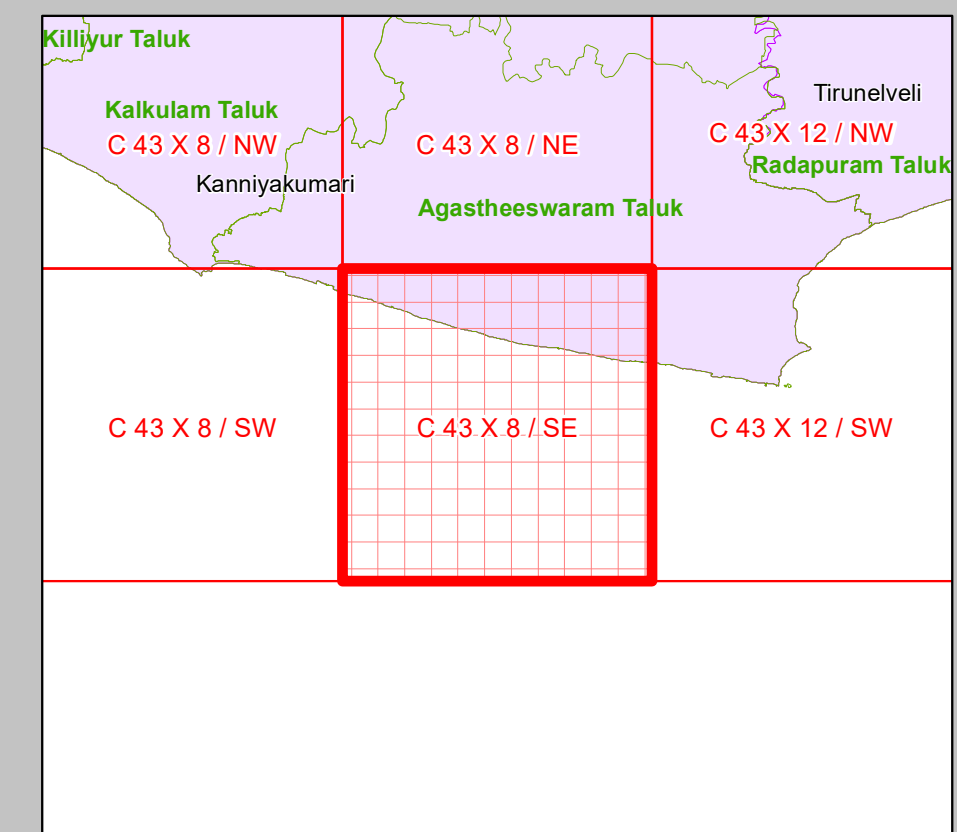 Killiyur Taluk
Tirunelveli
Kalkulam Taluk
C 43 X 8 / NW
C 43 X 8 / NE
C 43 X 12 / NW
Radapuram Taluk
Kanniyakumari
Agastheeswaram Taluk
C 43 X 8 / SW
C 43 X 8 / SE
C 43 X 12 / SW